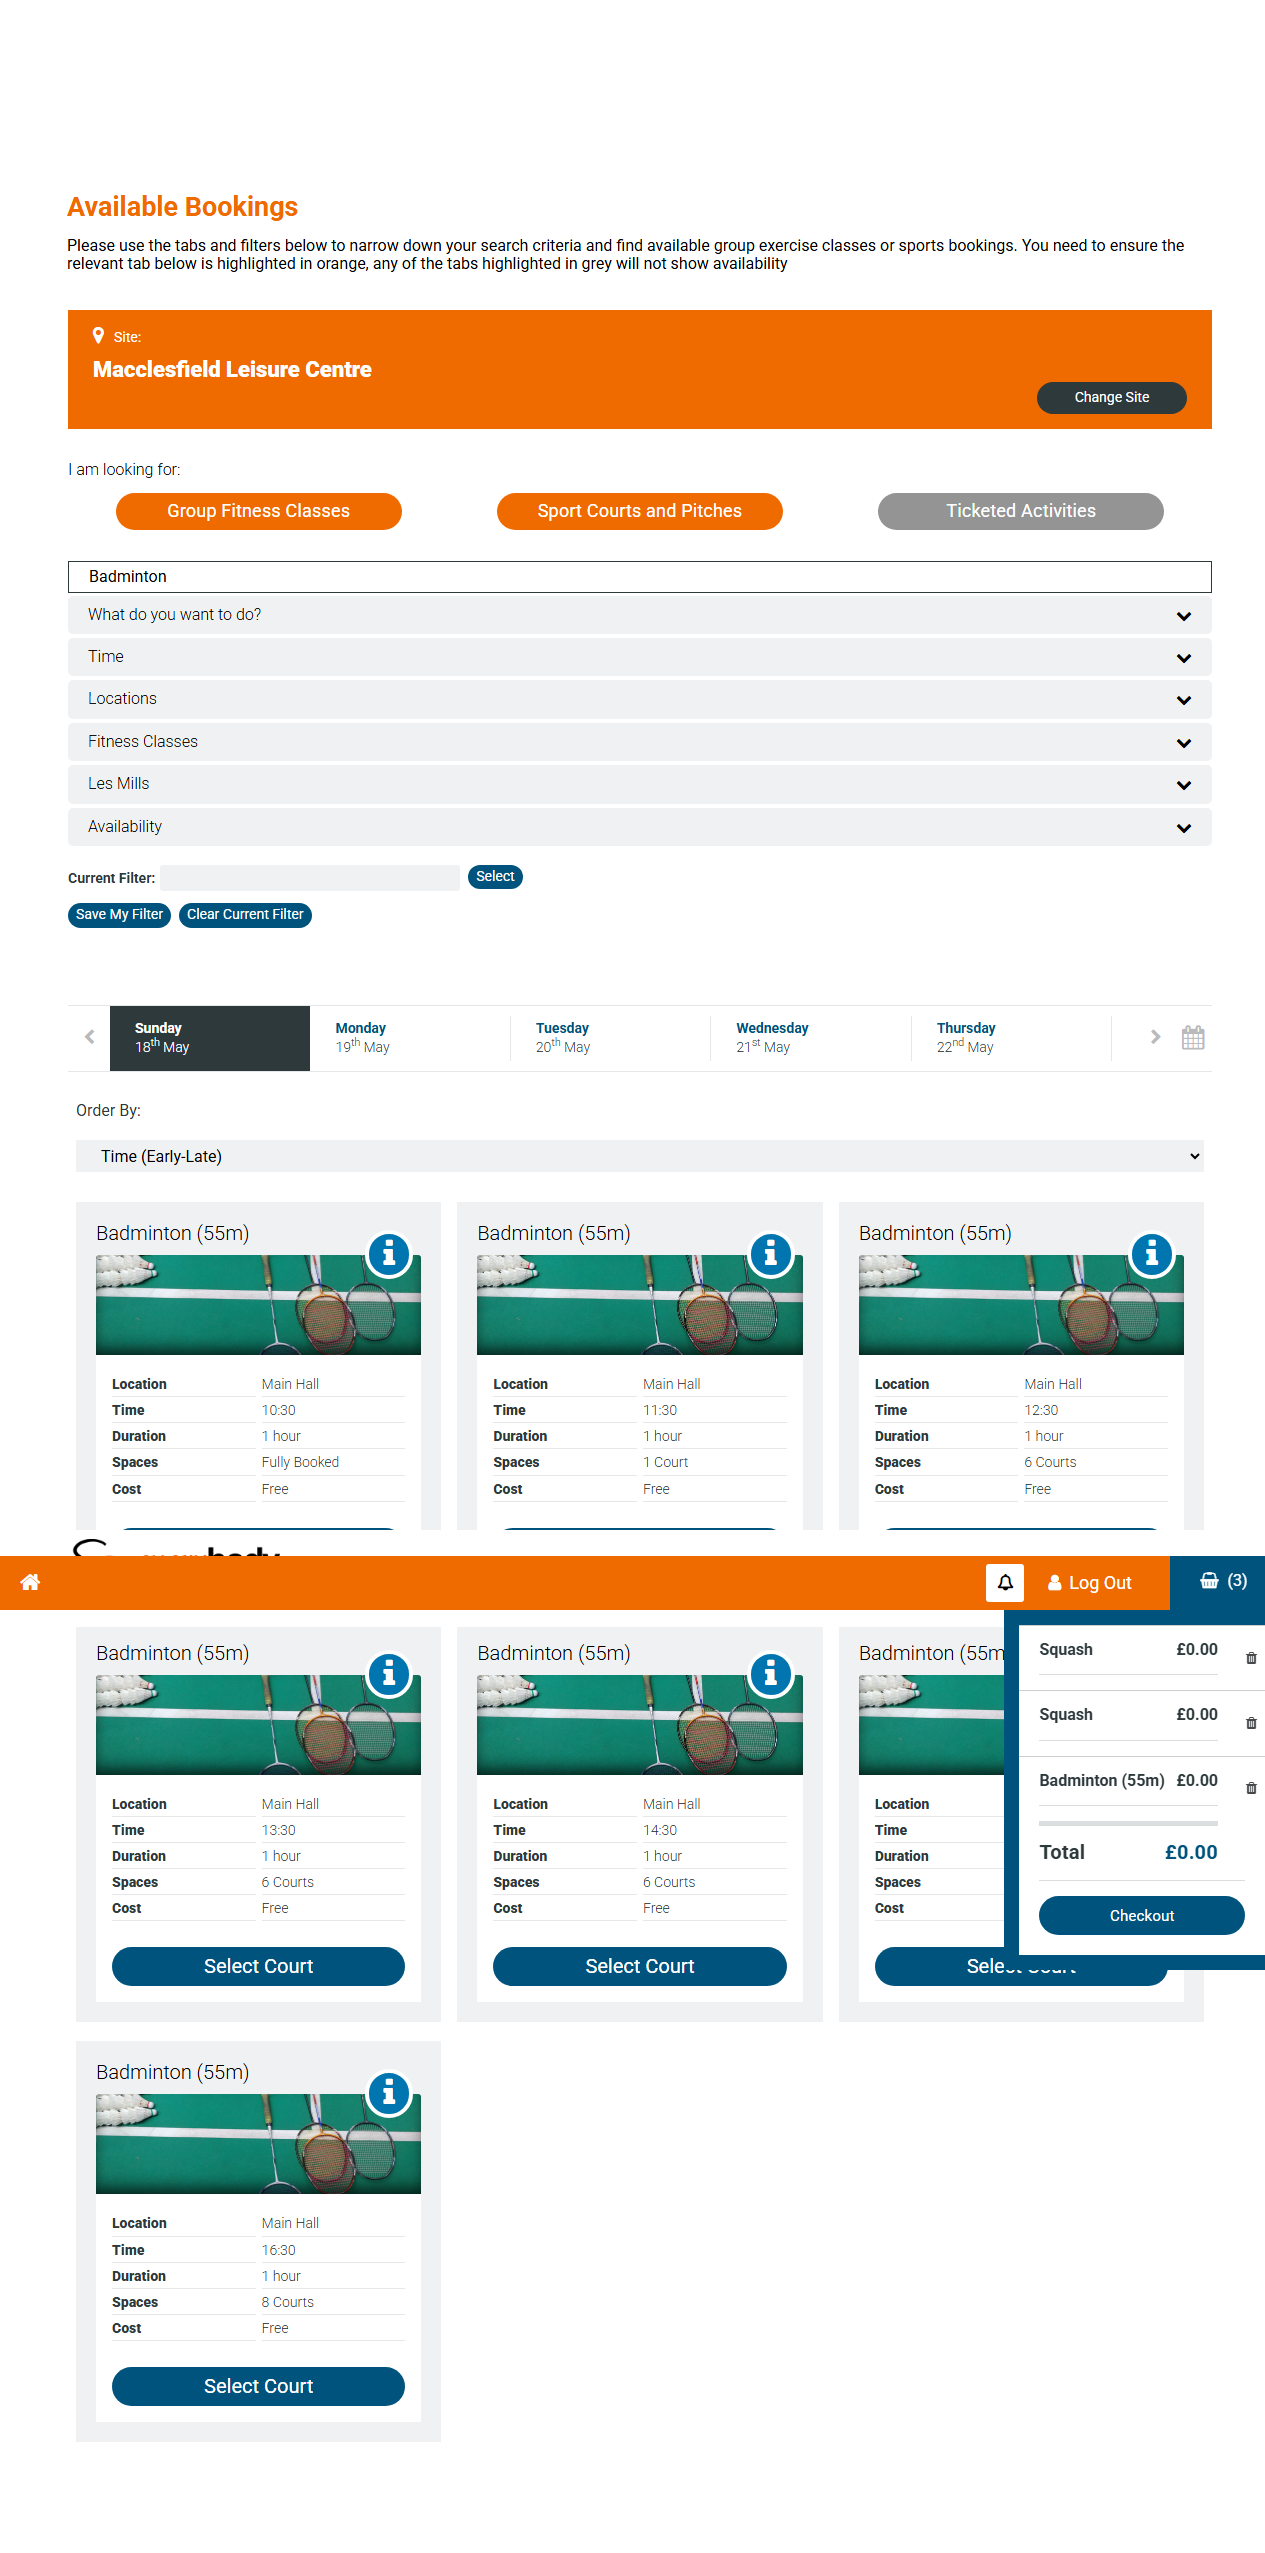 Available Bookings
Please use the tabs and filters below to narrow down your search criteria and find available group exercise classes or sports bookings. You need to ensure the
relevant tab below is highlighted in orange, any of the tabs highlighted in grey will not show availability
Site:
Macclesfield Leisure Centre
Change Site
I am looking for:
Group Fitness Classes Sport Courts and Pitches Ticketed Activities
Badminton
What do you want to do?
Time
Locations
Fitness Classes
Les Mills
Availability
Current Filter: Select
Save My Filter Clear Current Filter
Sunday Monday Tuesday Wednesday Thursday
18th May 19th May 20th May 21st May 22nd May
Order By:
Time (Early-Late)
Badminton (55m) Badminton (55m) Badminton (55m)
Location Main Hall Location Main Hall Location Main Hall
Time 10:30 Time 11:30 Time 12:30
Duration 1 hour Duration 1 hour Duration 1 hour
Spaces Fully Booked Spaces 1 Court Spaces 6 Courts
Cost Free Cost Free Cost Free
Log Out (3)
Badminton (55m) Badminton (55m) Badminton (55m
Squash £0.00
Squash £0.00
Badminton (55m) £0.00
Total £0.00
Checkout
Location Main Hall Location Main Hall Location
Time 13:30 Time 14:30 Time
Duration 1 hour Duration 1 hour Duration
Spaces 6 Courts Spaces 6 Courts Spaces
Cost Free Cost Free Cost
Select Court Select Court Select Court
Badminton (55m)
Location Main Hall
Time 16:30
Duration 1 hour
Spaces 8 Courts
Cost Free
Select Court